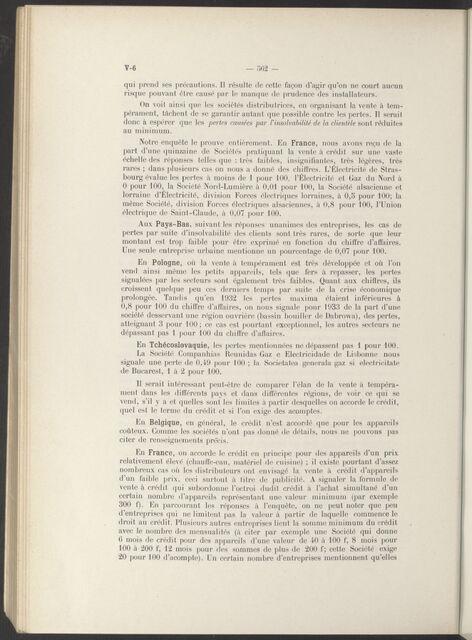 V-6 — 502 —
qui prend ses précautions. Il résulte de cette façon d'agir qu'on ne court aucun
risque pouvant être causé par le manque de prudence des installateurs.
On voit ainsi que les sociétés distributrices, en organisant la vente à tem-
pérament, tâchent de se garantir autant que possible contre les pertes. Il serait
donc à espérer que les pertes causées par l'insolvabilité de la clientèle sont réduites
au minimum.
Notre enquête le prouve entièrement. En France, nous avons reçu de la
part d'une quinzaine de Sociétés pratiquant la vente à crédit sur une vaste
échelle des réponses telles que : très faibles, insignifiantes, très légères, très
rares ; dans plusieurs cas on nous a donné des chiffres. L'Électricité de Stras-
bourg évalue les pertes à moins de 1 pour 100, l'Électricité et Gaz du Nord à
0 pour 100, la Société Nord-Lumière à 0,01 pour 100, la Société alsacienne et
lorraine d'Électricité, division Forces électriques lorraines, à 0,5 pour 100; la
même Société, division Forces électriques alsaciennes, à 0,8 pour 100, l'Union
électrique de Saint-Claude, à 0,07 pour 100.
Aux Pays-Bas, suivant les réponses unanimes des entreprises, les cas de
pertes par suite d'insolvabilité des clients sont très rares, de sorte que leur
montant est trop faible pour être exprimé en fonction du chiffre d'affaires.
Une seule entreprise urbaine mentionne un pourcentage de 0,07 pour 100.
En Pologne, où la vente à tempérament est très développée et où l'on
vend ainsi même les petits appareils, tels que fers à repasser, les pertes
signalées par les secteurs sont également très faibles. Quant aux chiffres, ils
croissent quelque peu ces derniers temps par suite de la crise économique
prolongée. Tandis qu'en 1932 les pertes maxima étaient inférieures à
0,8 pour 100 du chiffre d'affaires, on nous signale pour 1933 de la part d'une
société desservant une région ouvrière (bassin houiller de Dabrowa), des pertes,
atteignant 3 pour 100 ; ce cas est pourtant exceptionnel, les autres secteurs ne
dépassant pas 1 pour 100 du chiffre d'affaires.
En Tchécoslovaquie, les pertes mentionnées ne dépassent pas 1 pour 100.
La Société Companhias Reunidas Gaz e Electricidade de Lisbonne nous
signale une perte de 0,49 pour 100 ; la Societatea generala gaz si electricitate
de Bucarest, 1 à 2 pour 100.
Il serait intéressant peut-être de comparer l'élan de la vente à tempéra-
ment dans les différents pays et dans différentes régions, de voir ce qui se
vend, s'il y a et quelles sont les limites à partir desquelles on accorde le crédit,
quel est le terme du crédit et si l'on exige des acomptes.
En Belgique, en général, le crédit n'est accordé que pour les appareils
coûteux. Comme les sociétés n'ont pas donné de détails, nous ne pouvons pas
citer de renseignements précis.
En France, on accorde le crédit en principe pour des appareils d'un prix
relativement élevé (chauffe-eau, matériel de cuisine) ; il existe pourtant d'assez
nombreux cas où les distributeurs ont envisagé la vente à crédit d'appareils
d'un faible prix, ceci surtout à titre de publicité. A signaler la formule de
vente à crédit qui subordonne l'octroi dudit crédit à l'achat simultané d'un
certain nombre d'appareils représentant une valeur minimum (par exemple
300 f). En parcourant les réponses à l'enquête, on ne peut noter que peu
d'entreprises qui ne limitent pas la valeur à partir de laquelle commence le
droit au crédit. Plusieurs autres entreprises lient la somme minimum du crédit
avec le nombre des mensualités (à citer par exemple une Société qui donne
6 mois de crédit pour des appareils d'une valeur de 40 à 100 f, 8 mois pour
100 à 200 f, 12 mois pour des sommes de plus de 200 f; cette Société exige
20 pour 100 d'acompte). Un certain nombre d'entreprises mentionnent qu'elles